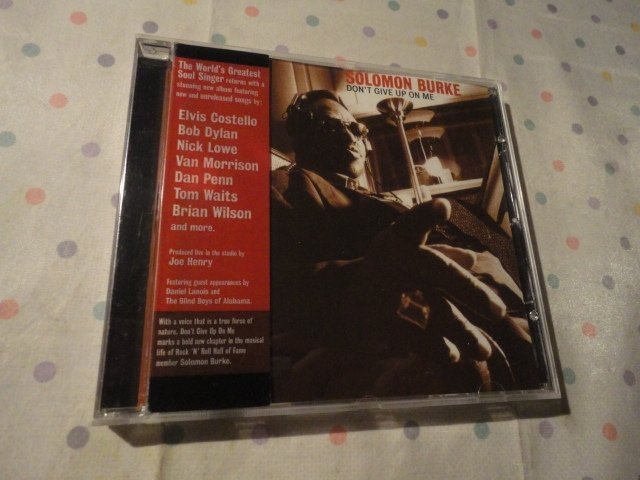 The World's Greatest
Soul Singer returns with a
stunning new album featuring
new and unreleased songs by:
Elvis Costello
Bob Dylan
Nick Lowe
Van Morrison
Dan Penn
Tom Waits
Brian Wilson
and more.
Produced live in the studio by
Joe Henry
Featuring guest appearances by
Daniel Lanois and
The Blind Boys of Alabama.
With a voice that is a true force of
nature, Don't Give Up On Me
marks a bold new chapter in the musical
life of Rock 'N' Roll Hall of Fame
member Solomon Burke.
SOLOMON BURKE
DON'T GIVE UP ON ME